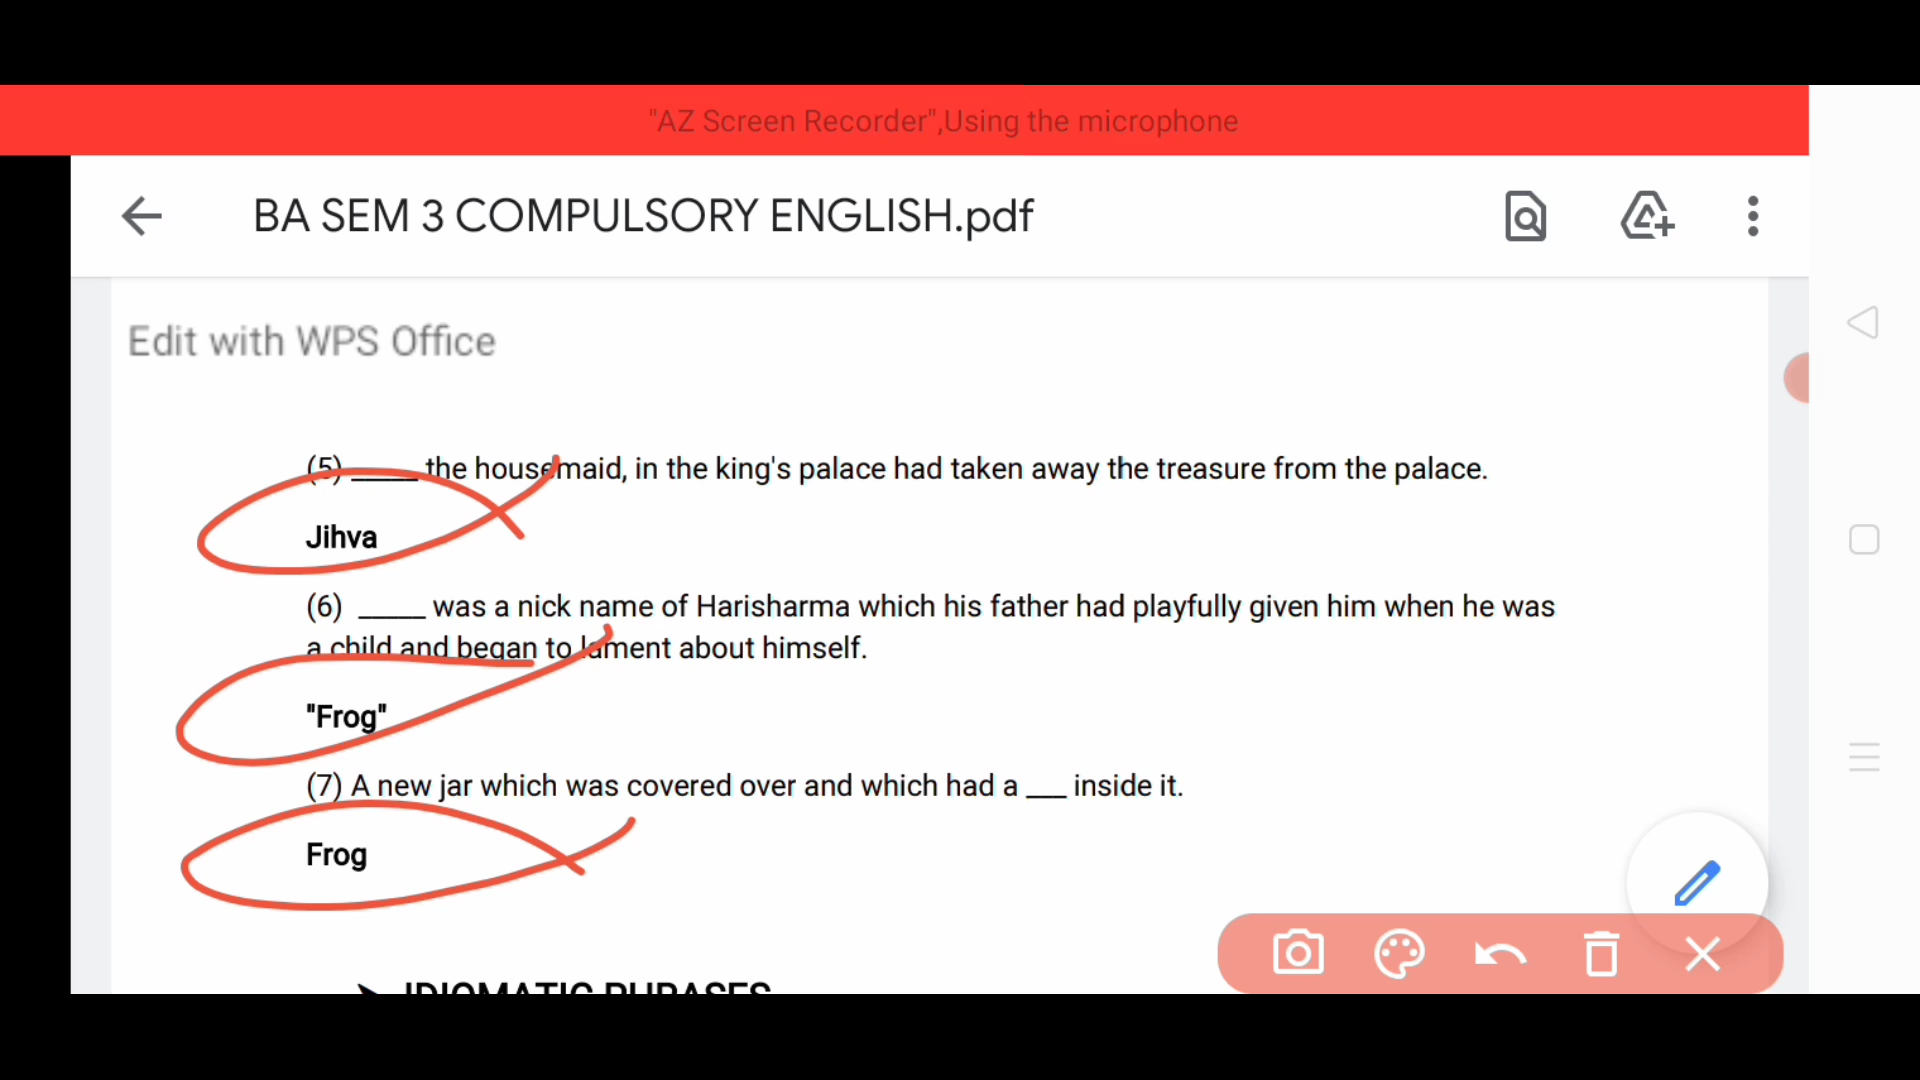 "AZ Screen Recorder",Using the microphone
BA SEM 3 COMPULSORY ENGLISH.pdf
Edit with WPS Office
(5) _____ the housemaid, in the king's palace had taken away the treasure from the palace.
Jihva
(6) _____ was a nick name of Harisharma which his father had playfully given him when he was
a child and began to lament about himself.
"Frog"
(7) A new jar which was covered over and which had a ___ inside it.
Frog
➤ IDIOMATIC PHRASES